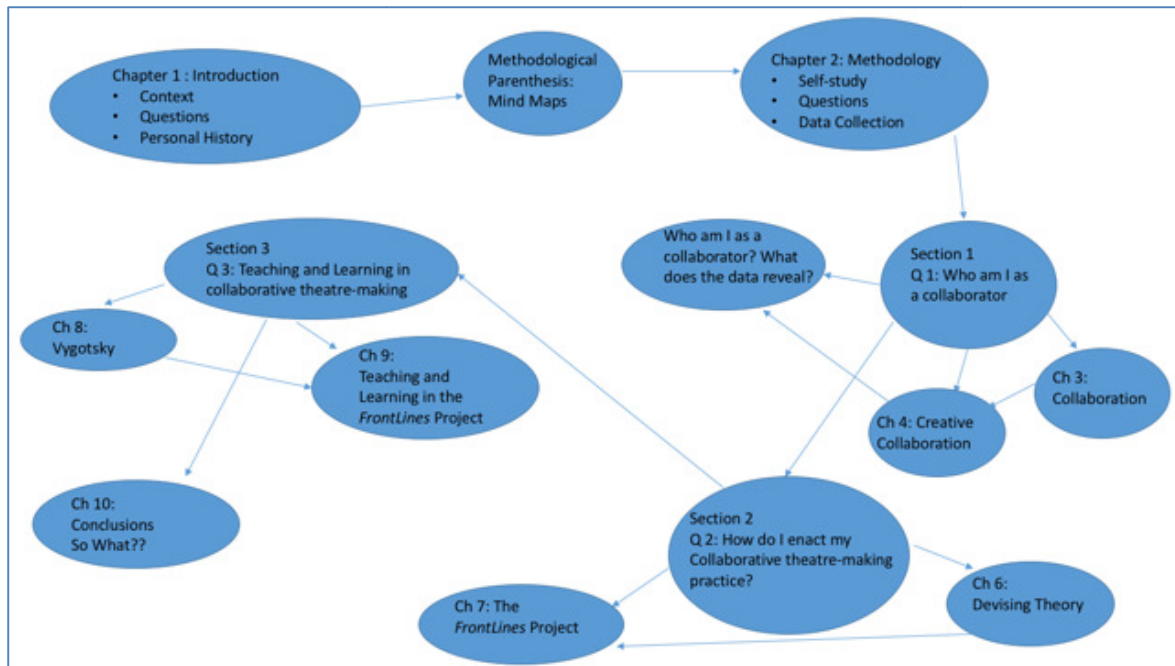 Chapter 1 : Introduction
• Context
• Questions
• Personal History
Methodological
Parenthesis:
Mind Maps
Chapter 2: Methodology
• Self-study
• Questions
• Data Collection
Section 1
Q 1: Who am I as
a collaborator
Who am I as a
collaborator? What
does the data reveal?
Ch 3:
Collaboration
Ch 4: Creative
Collaboration
Section 2
Q 2: How do I enact my
Collaborative theatre-making
practice?
Ch 6:
Devising Theory
Ch 7: The
FrontLines Project
Section 3
Q 3: Teaching and Learning in
collaborative theatre-making
Ch 8:
Vygotsky
Ch 9:
Teaching and
Learning in the
FrontLines Project
Ch 10:
Conclusions
So What??